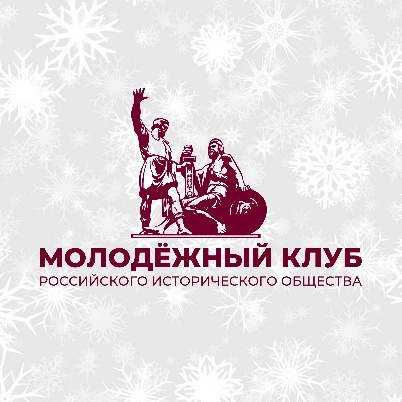 МОЛОДЁЖНЫЙ КЛУБ
РОССИЙСКОГО ИСТОРИЧЕСКОГО ОБЩЕСТВА